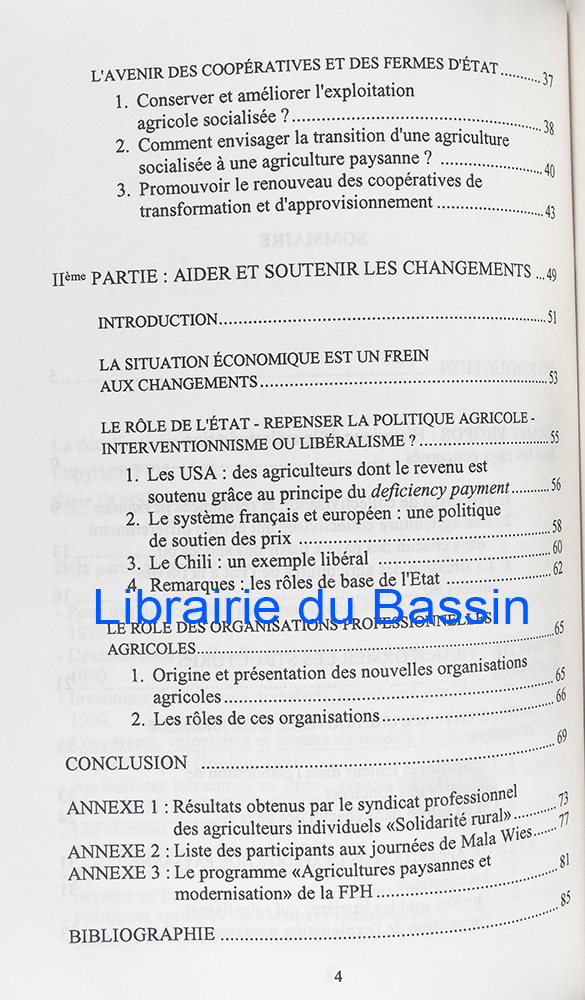 L'AVENIR DES COOPÉRATIVES ET DES FERMES D'ÉTAT...........37
1. Conserver et améliorer l'exploitation
agricole socialisée ?..................................................38
2. Comment envisager la transition d'une agriculture
socialisée à une agriculture paysanne ? ....................40
3. Promouvoir le renouveau des coopératives de
transformation et d'approvisionnement ....................43
SOMMAIRE
IIème PARTIE : AIDER ET SOUTENIR LES CHANGEMENTS ...49
INTRODUCTION..................................................51
LA SITUATION ÉCONOMIQUE EST UN FREIN
AUX CHANGEMENTS..................................................53
LE RÔLE DE L'ÉTAT - REPENSER LA POLITIQUE AGRICOLE -
INTERVENTIONNISME OU LIBÉRALISME ?....................55
1. Les USA : des agriculteurs dont le revenu est
soutenu grâce au principe du deficiency payment..........56
2. Le système français et européen : une politique
de soutien des prix ..............................58
3. Le Chili : un exemple libéral ..............................60
4. Remarques : les rôles de base de l'Etat ....................62
Librairie du Bassin
LE RÔLE DES ORGANISATIONS PROFESSIONNELLES
AGRICOLES..................................................65
1. Origine et présentation des nouvelles organisations
agricoles..................................................65
2. Les rôles de ces organisations..............................66
CONCLUSION ..................................................69
ANNEXE 1 : Résultats obtenus par le syndicat professionnel
des agriculteurs individuels «Solidarité rural»..........73
ANNEXE 2 : Liste des participants aux journées de Mala Wies......77
ANNEXE 3 : Le programme «Agricultures paysannes et
modernisation» de la FPH ..............................81
BIBLIOGRAPHIE ..................................................85
4